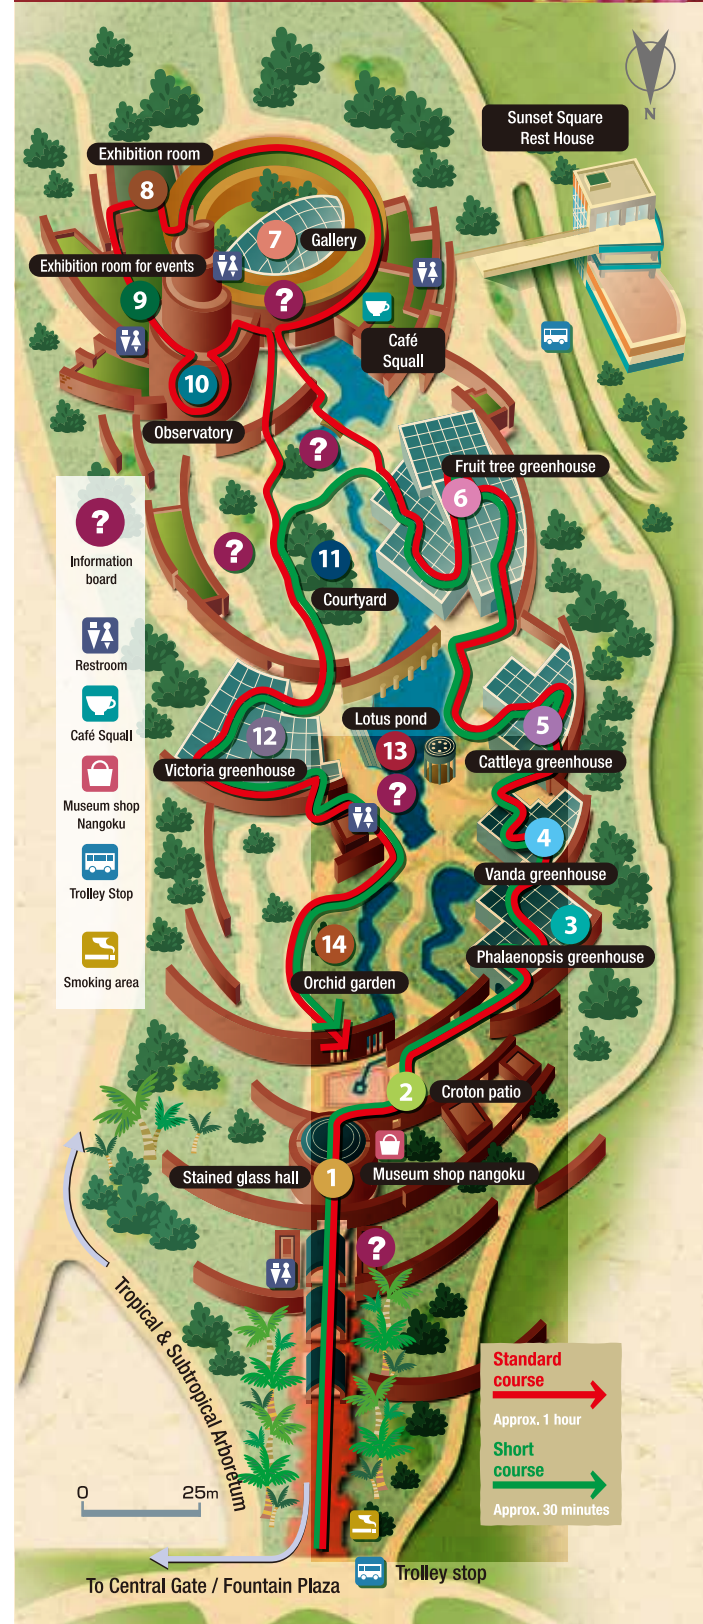 N
Sunset Square
Rest House
Exhibition room
8
7
Gallery
Exhibition room for events
9
?
Café
Squall
10
Observatory
?
Fruit tree greenhouse
6
?
Information
board
?
11
Courtyard
Restroom
Café Squall
Museum shop
Nangoku
Trolley Stop
Smoking area
Lotus pond
13
5
Cattleya greenhouse
12
Victoria greenhouse
?
4
Vanda greenhouse
3
Phalaenopsis greenhouse
14
Orchid garden
2
Croton patio
Stained glass hall
1
Museum shop nangoku
?
Tropical & Subtropical Arboretum
Standard
course
Approx. 1 hour
Short
course
Approx. 30 minutes
0
25m
To Central Gate / Fountain Plaza
Trolley stop